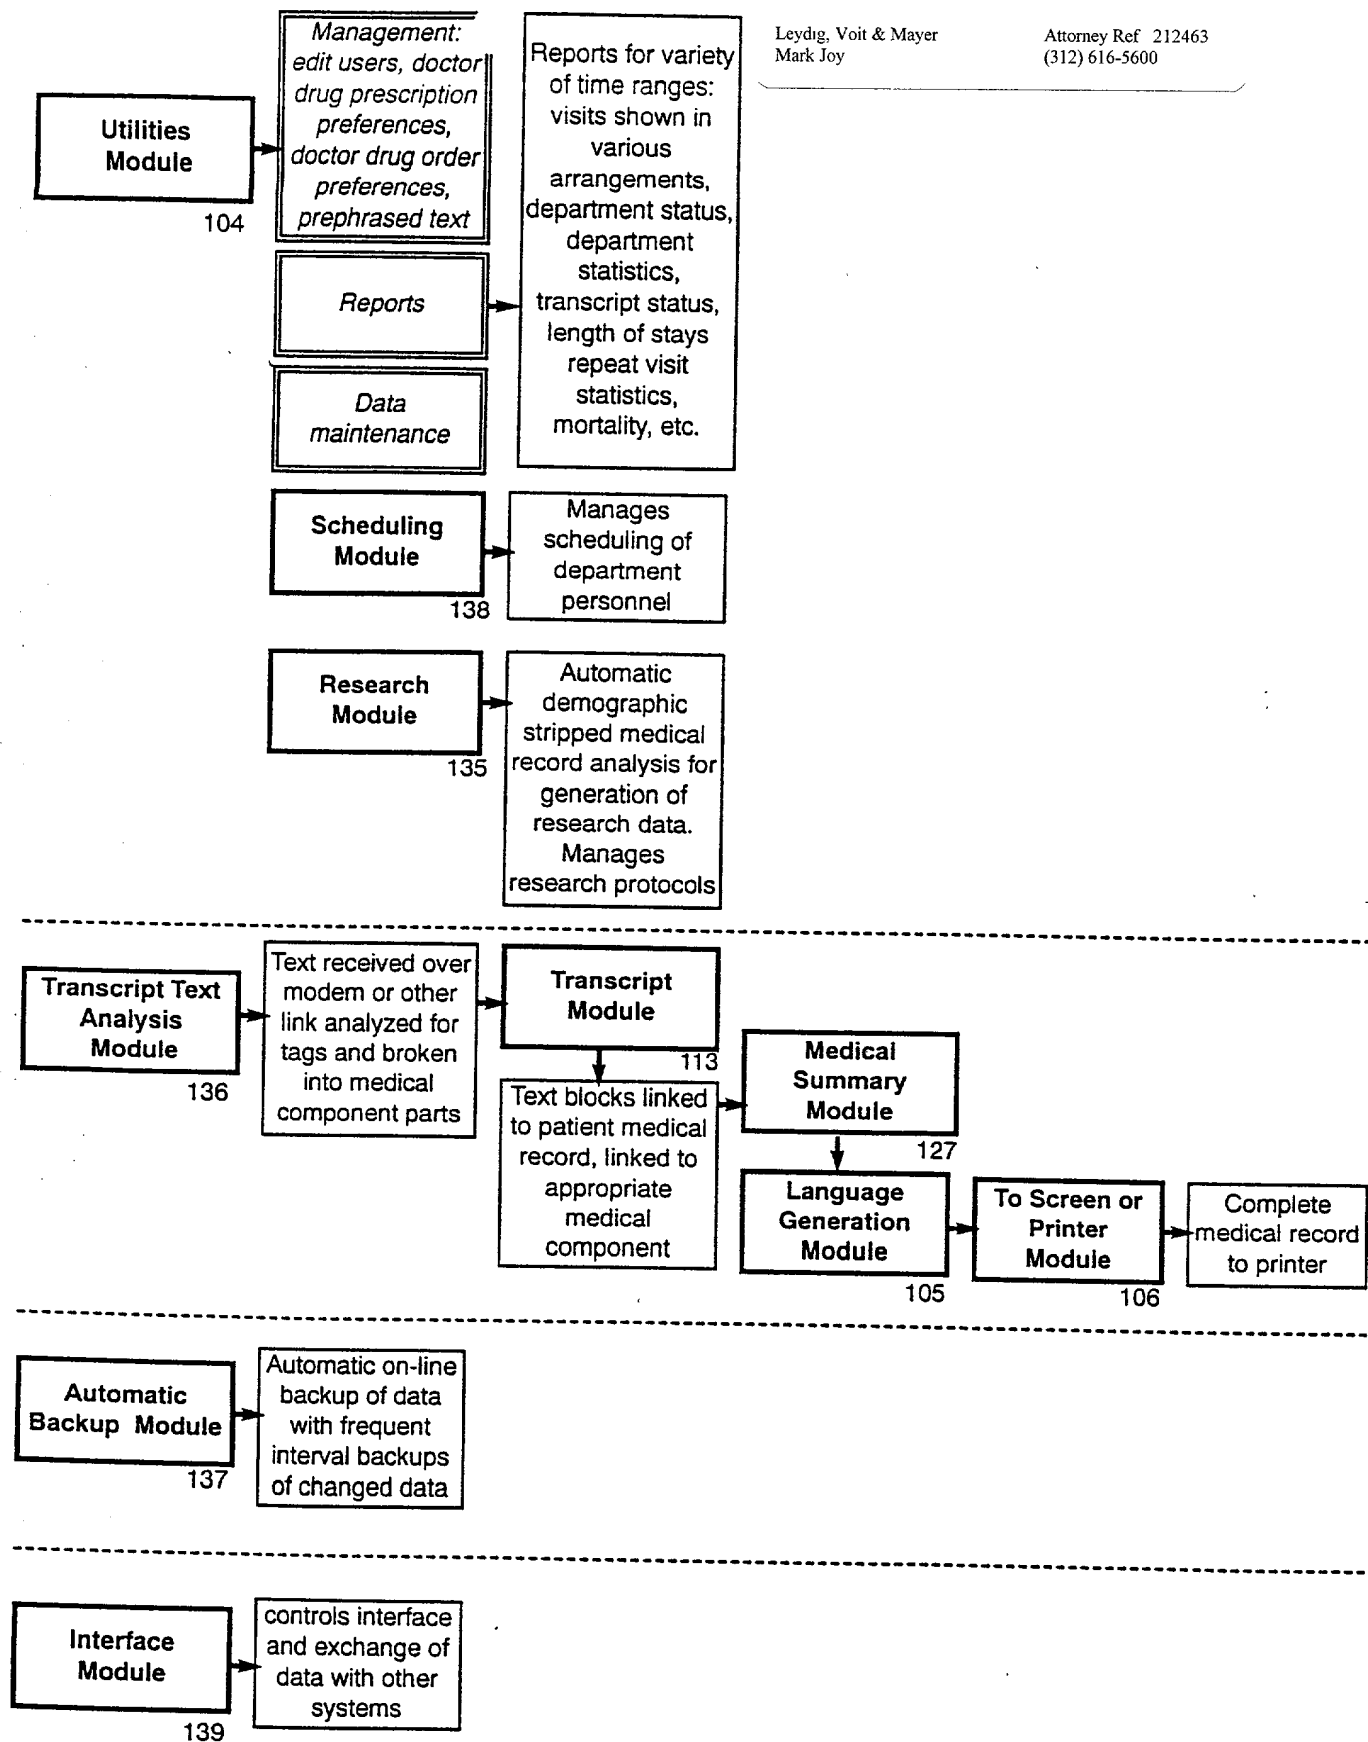 Leydig, Voit & Mayer
Mark Joy
Attorney Ref 212463
(312) 616-5600
Utilities
Module
104
Management:
edit users, doctor
drug prescription
preferences,
doctor drug order
preferences,
prephrased text
Reports
Data
maintenance
Reports for variety
of time ranges:
visits shown in
various
arrangements,
department status,
department
statistics,
transcript status,
length of stays
repeat visit
statistics,
mortality, etc.
Scheduling
Module
138
Manages
scheduling of
department
personnel
Research
Module
135
Automatic
demographic
stripped medical
record analysis for
generation of
research data.
Manages
research protocols
Transcript Text
Analysis
Module
136
Text received over
modem or other
link analyzed for
tags and broken
into medical
component parts
Transcript
Module
113
Text blocks linked
to patient medical
record, linked to
appropriate
medical
component
Medical
Summary
Module
127
Language
Generation
Module
105
To Screen or
Printer
Module
106
Complete
medical record
to printer
Automatic
Backup Module
137
Automatic on-line
backup of data
with frequent
interval backups
of changed data
Interface
Module
139
controls interface
and exchange of
data with other
systems